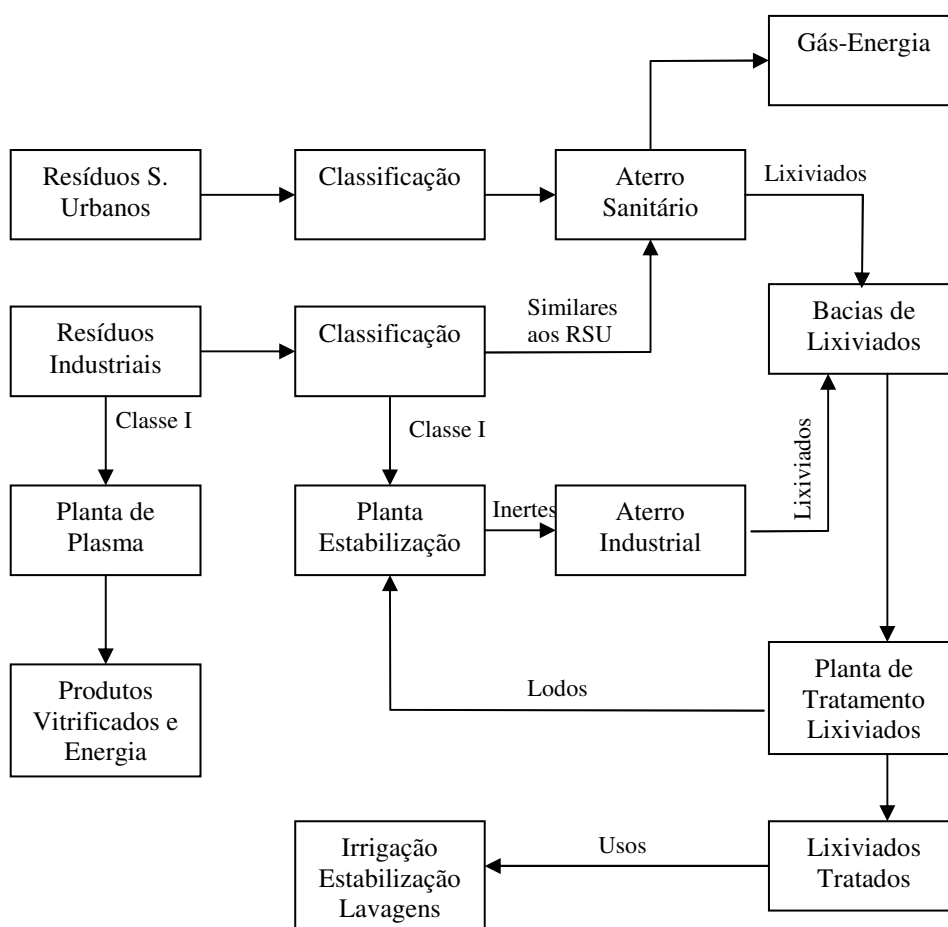 Gás-Energia
Resíduos S.
Urbanos
Classificação
Aterro
Sanitário
Lixiviados
Resíduos
Industriais
Classificação
Similares
aos RSU
Bacias de
Lixiviados
Classe I
Classe I
Lixiviados
Planta de
Plasma
Planta
Estabilização
Inertes
Aterro
Industrial
Produtos
Vitrificados e
Energia
Lodos
Planta de
Tratamento
Lixiviados
Irrigação
Estabilização
Lavagens
Usos
Lixiviados
Tratados